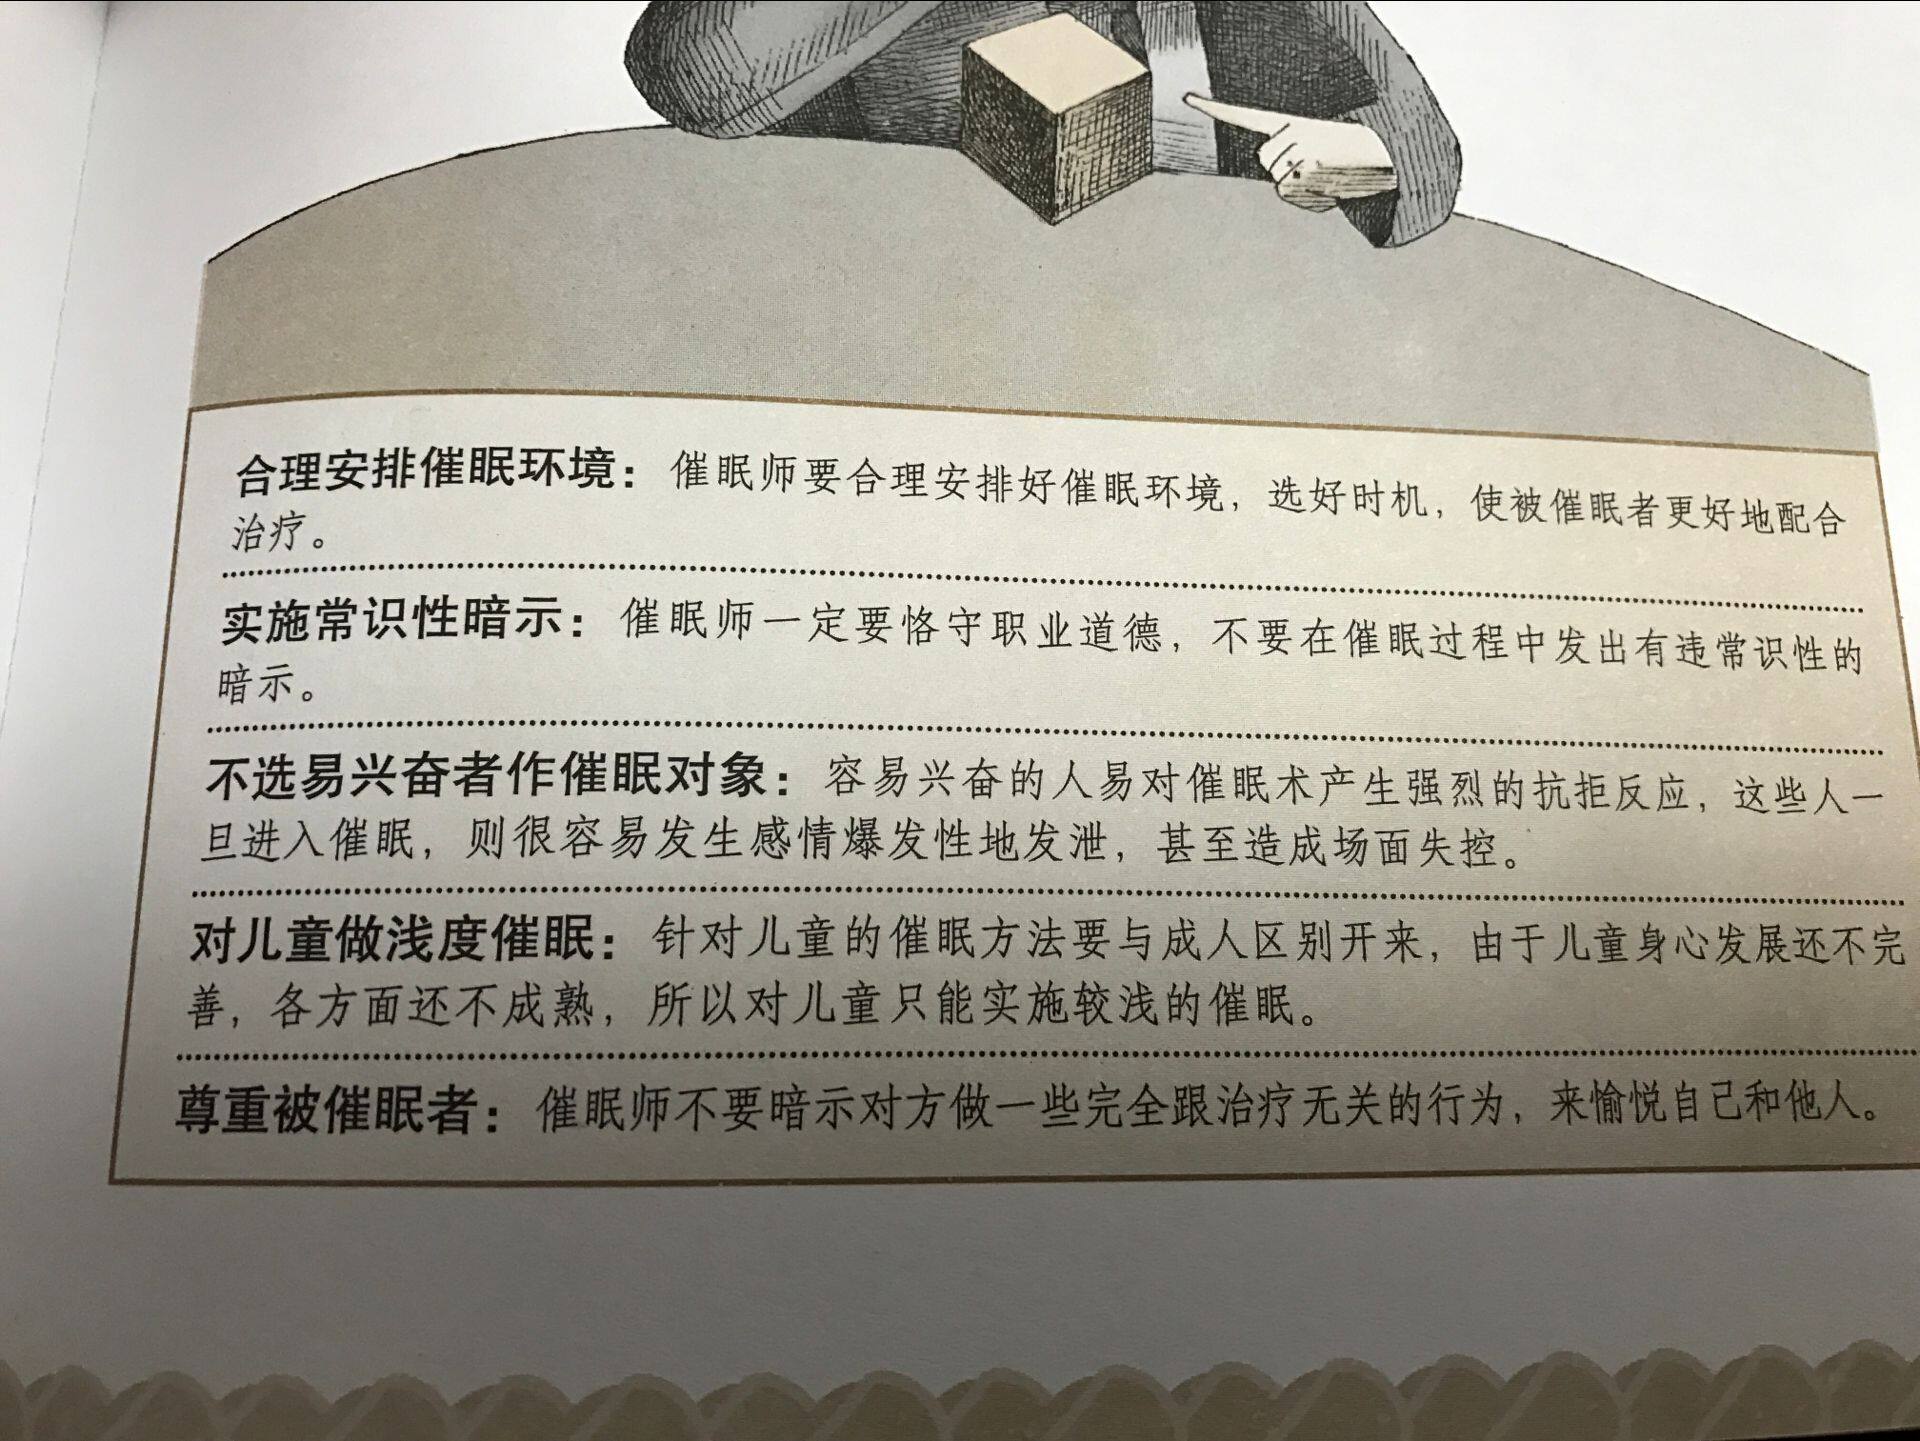 合理安排催眠环境：催眠师要合理安排好催眠环境，选好时机，使被催眠者更好地配合
治疗。
实施常识性暗示：催眠师一定要恪守职业道德，不要在催眠过程中发出有违常识性的
暗示。
不选易兴奋者作催眠对象：容易兴奋的人易对催眠术产生强烈的抗拒反应，这些人一
旦进入催眠，则很容易发生感情爆发性地发泄，甚至造成场面失控。
对儿童做浅度催眠：针对儿童的催眠方法要与成人区别开来，由于儿童身心发展还不完
善，各方面还不成熟，所以对儿童只能实施较浅的催眠。
尊重被催眠者：催眠师不要暗示对方做一些完全跟治疗无关的行为，来愉悦自己和他人。